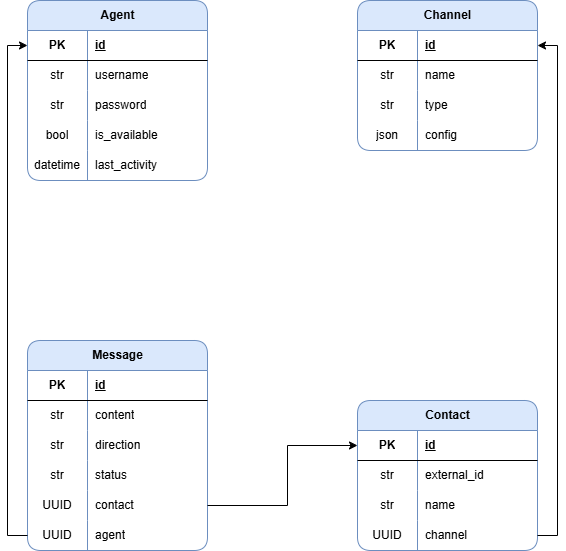 Agent
PK id
str username
str password
bool is_available
datetime last_activity
Channel
PK id
str name
str type
json config
Message
PK id
str content
str direction
str status
UUID contact
UUID agent
Contact
PK id
str external_id
str name
UUID channel